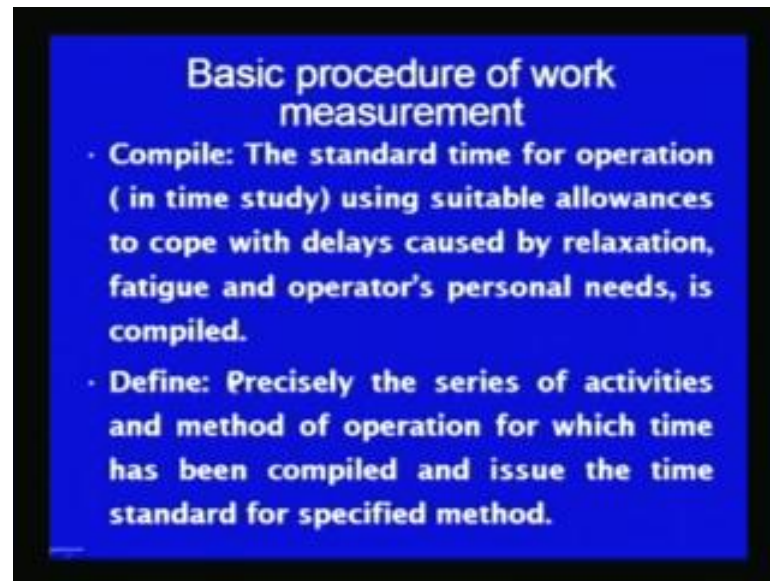 Basic procedure of work
measurement
• Compile: The standard time for operation
( in time study) using suitable allowances
to cope with delays caused by relaxation,
fatigue and operator's personal needs, is
compiled.
• Define: Precisely the series of activities
and method of operation for which time
has been compiled and issue the time
standard for specified method.